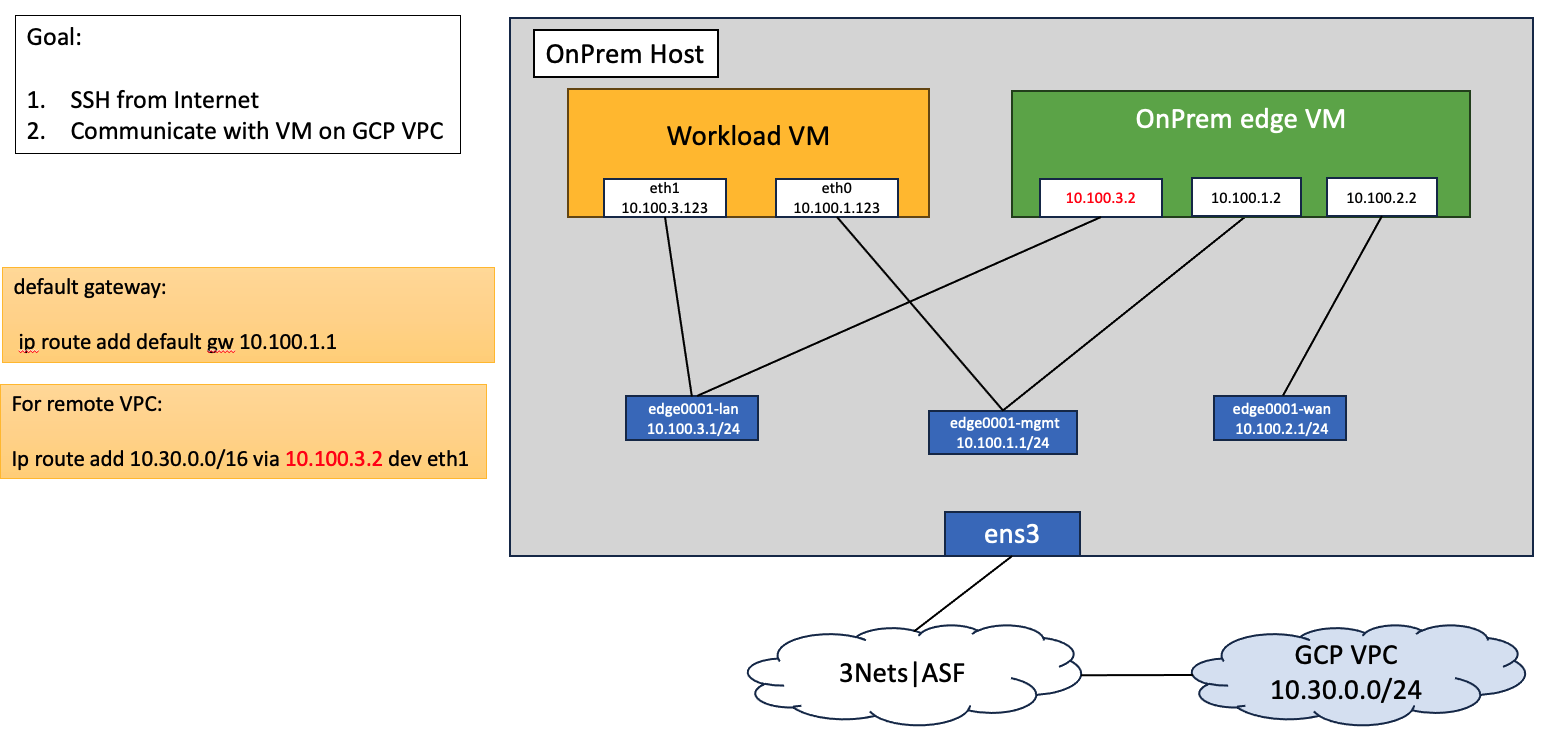 Goal:
1. SSH from Internet
2. Communicate with VM on GCP VPC
OnPrem Host
Workload VM
eth1
10.100.3.123
eth0
10.100.1.123
OnPrem edge VM
10.100.3.2
10.100.1.2
10.100.2.2
default gateway:
ip route add default gw 10.100.1.1
For remote VPC:
Ip route add 10.30.0.0/16 via 10.100.3.2 dev eth1
edge0001-lan
10.100.3.1/24
edge0001-mgmt
10.100.1.1/24
edge0001-wan
10.100.2.1/24
ens3
3Nets|ASF
GCP VPC
10.30.0.0/24